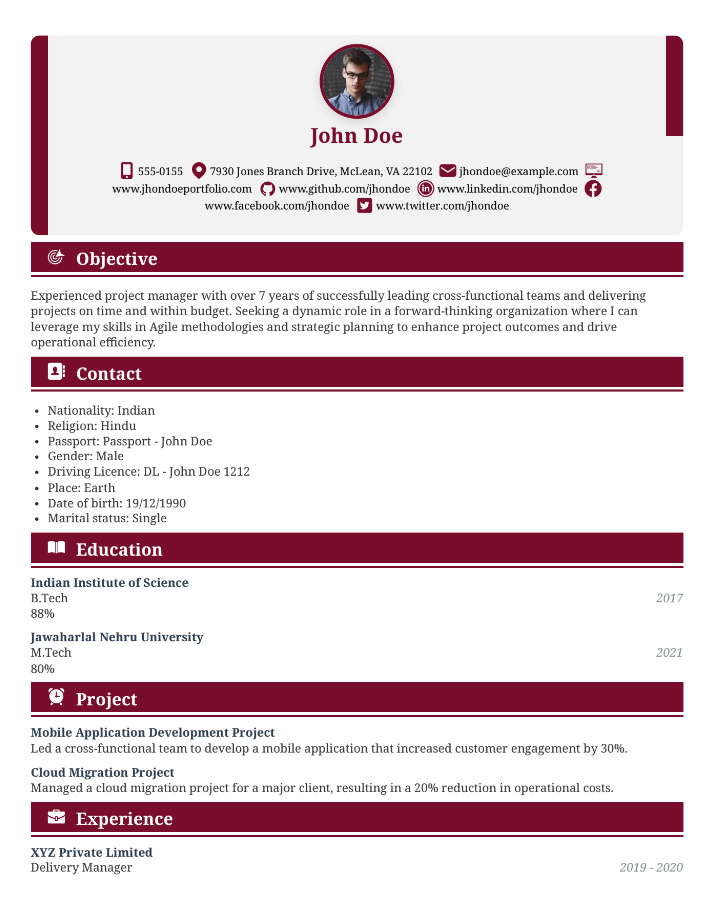 John Doe
555-0155 7930 Jones Branch Drive, McLean, VA 22102 jhondoe@example.com
www.jhondoeportfolio.com www.github.com/jhondoe www.linkedin.com/jhondoe
www.facebook.com/jhondoe www.twitter.com/jhondoe
Objective
Experienced project manager with over 7 years of successfully leading cross-functional teams and delivering
projects on time and within budget. Seeking a dynamic role in a forward-thinking organization where I can
leverage my skills in Agile methodologies and strategic planning to enhance project outcomes and drive
operational efficiency.
Contact
• Nationality: Indian
• Religion: Hindu
• Passport: Passport - John Doe
• Gender: Male
• Driving Licence: DL - John Doe 1212
• Place: Earth
• Date of birth: 19/12/1990
• Marital status: Single
Education
Indian Institute of Science
B.Tech 2017
88%
Jawaharlal Nehru University
M.Tech 2021
80%
Project
Mobile Application Development Project
Led a cross-functional team to develop a mobile application that increased customer engagement by 30%.
Cloud Migration Project
Managed a cloud migration project for a major client, resulting in a 20% reduction in operational costs.
Experience
XYZ Private Limited
Delivery Manager 2019 - 2020